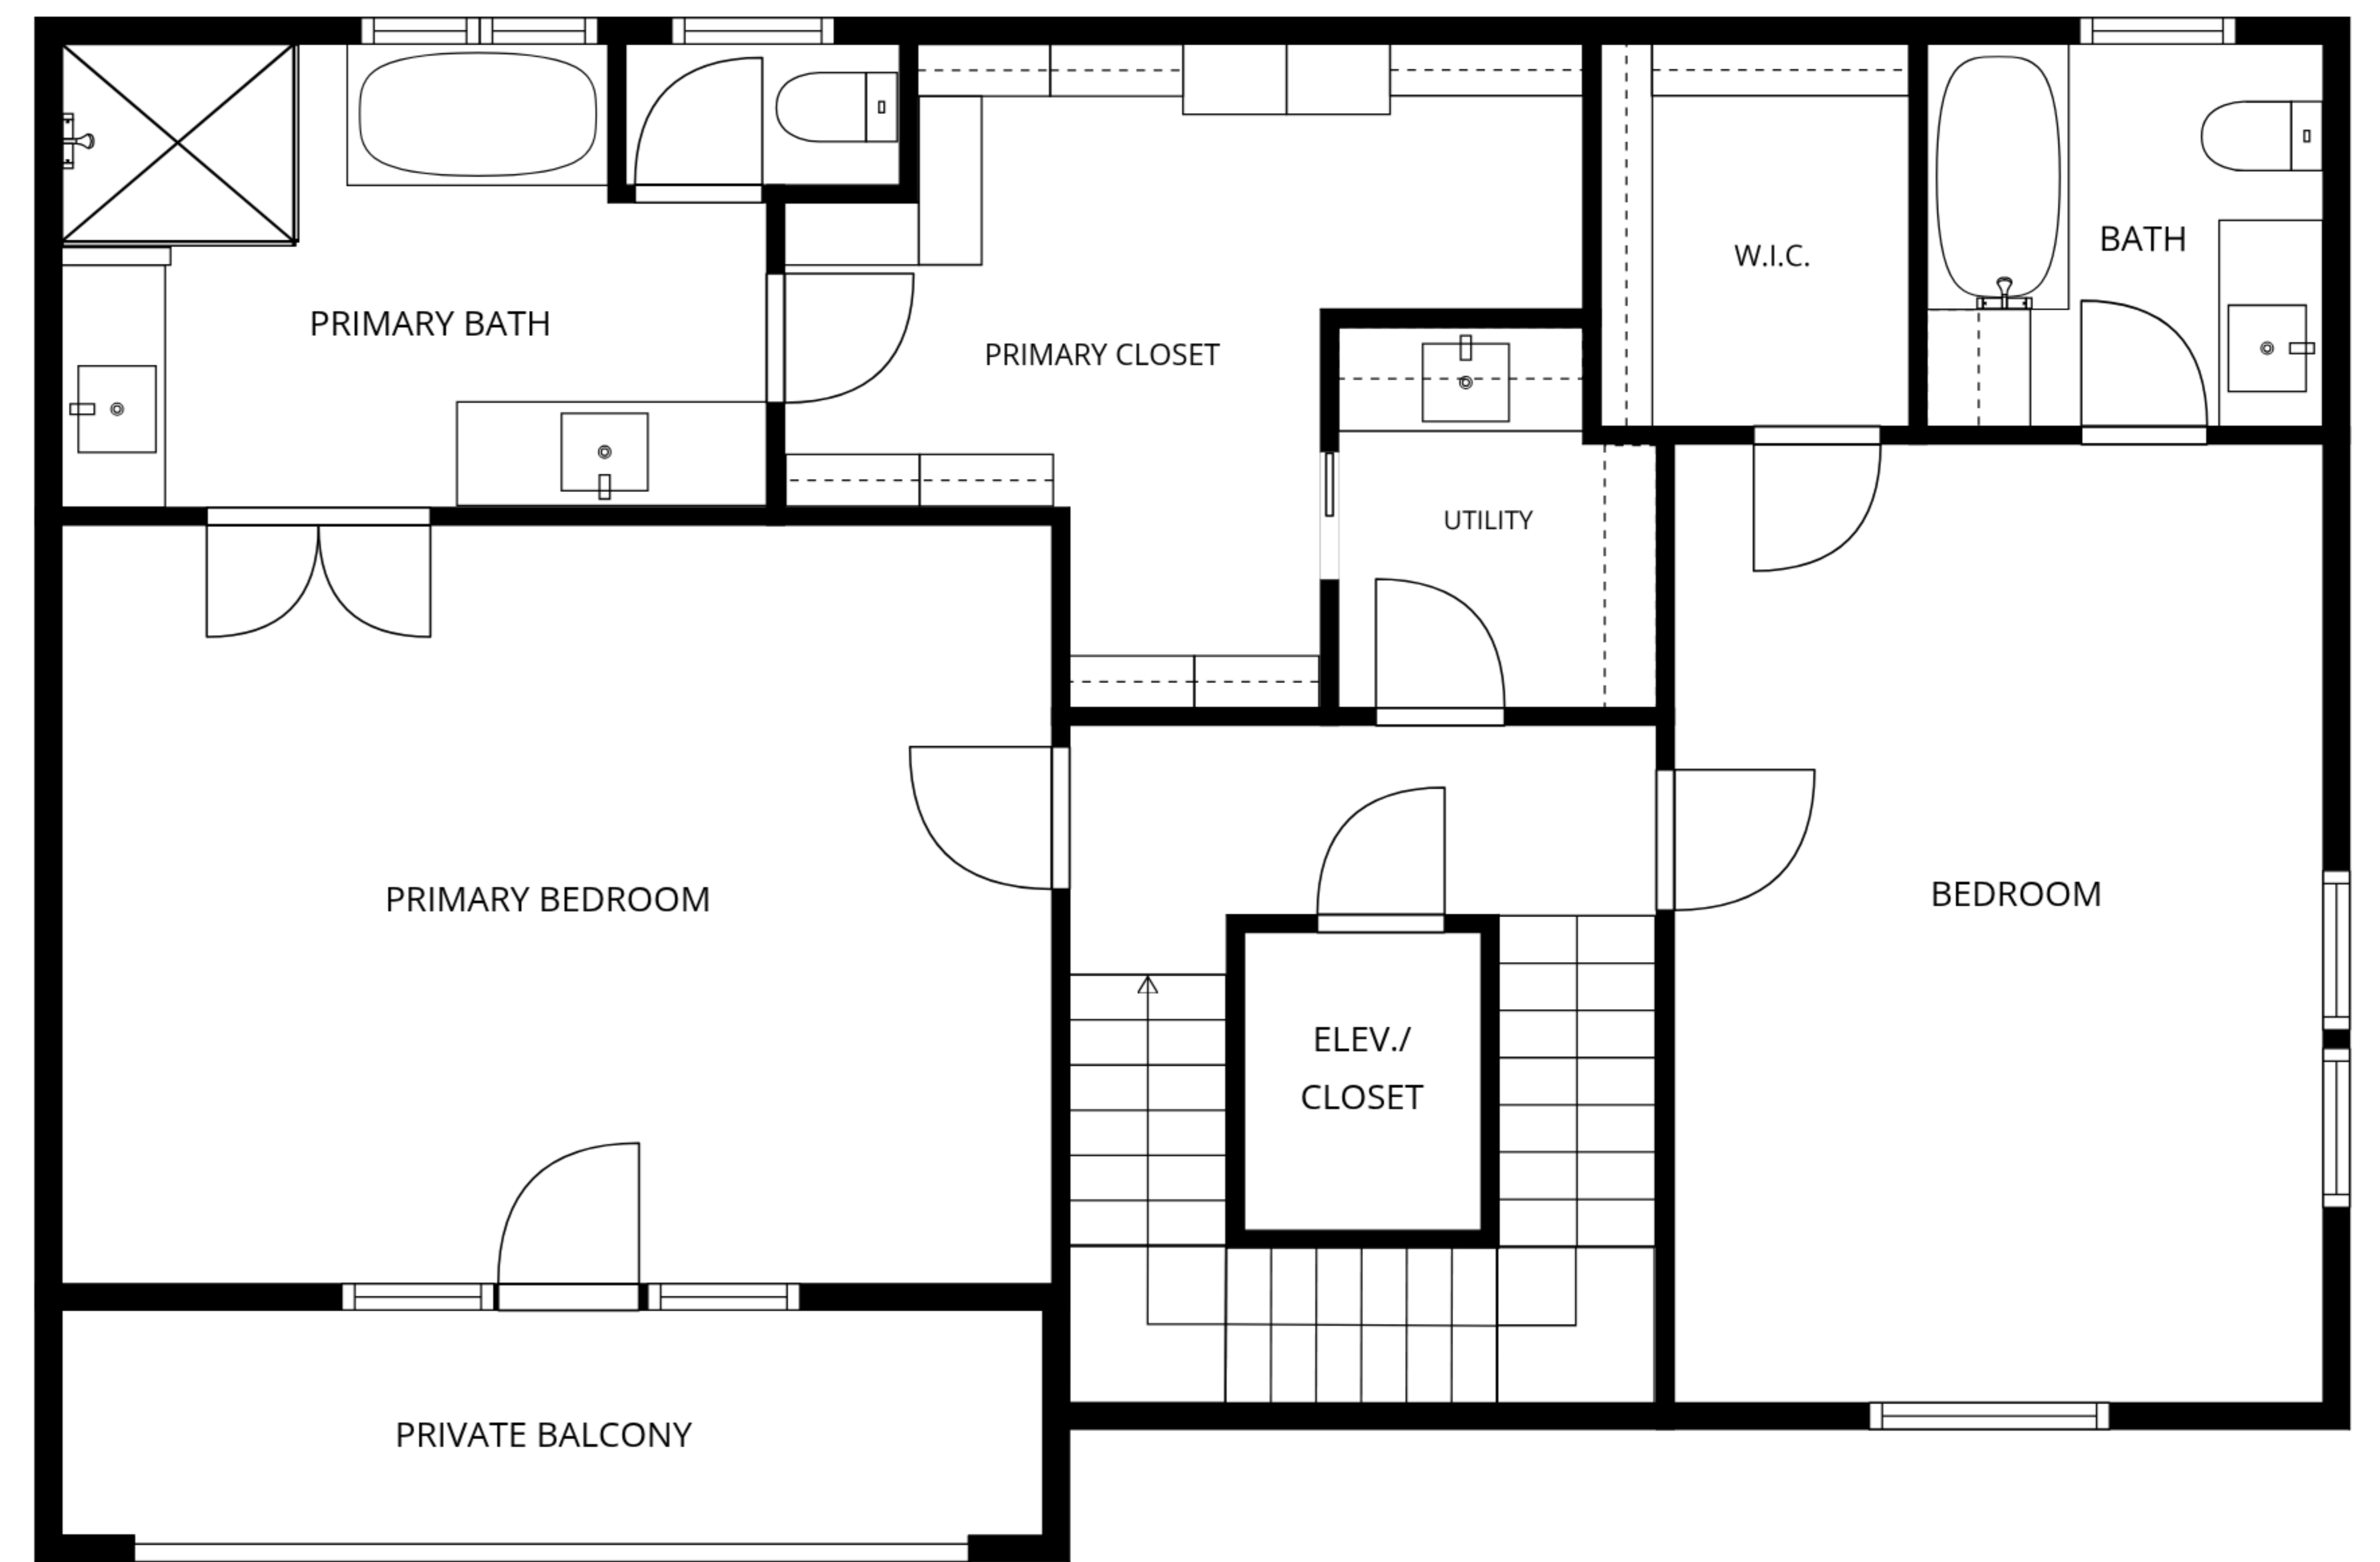 BATH
W.I.C.
PRIMARY BATH
PRIMARY CLOSET
UTILITY
PRIMARY BEDROOM
BEDROOM
ELEV./
CLOSET
PRIVATE BALCONY